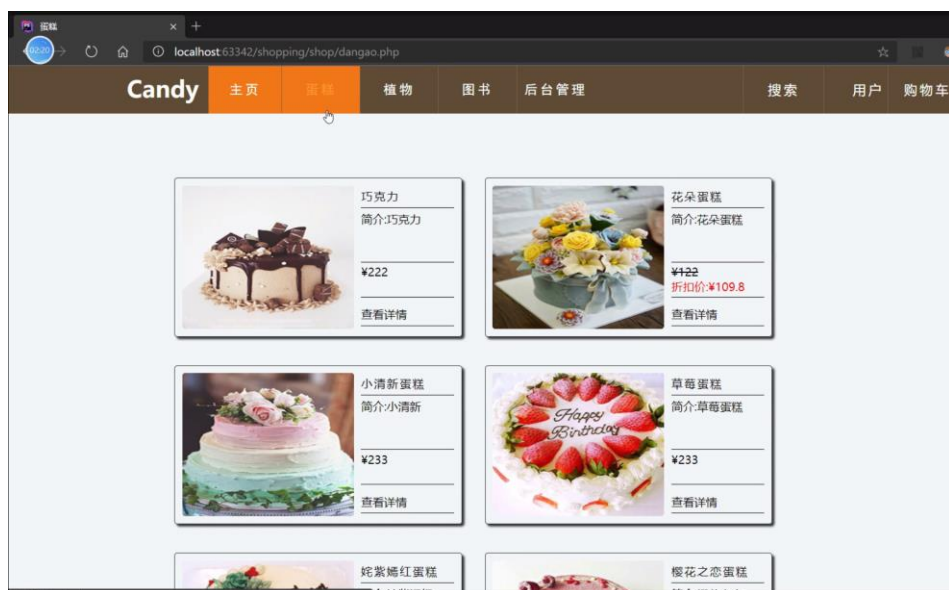 蛋糕
02:20
localhost:63342/shopping/shop/dangao.php
Candy 主页 蛋糕 植物 图书 后台管理 搜索 用户 购物车
巧克力
简介:巧克力
¥222
查看详情
花朵蛋糕
简介:花朵蛋糕
¥122
折扣价:¥109.8
查看详情
小清新蛋糕
简介:小清新
¥233
查看详情
草莓蛋糕
简介:草莓蛋糕
¥233
查看详情
Happy
Birthday
姹紫嫣红蛋糕
樱花之恋蛋糕